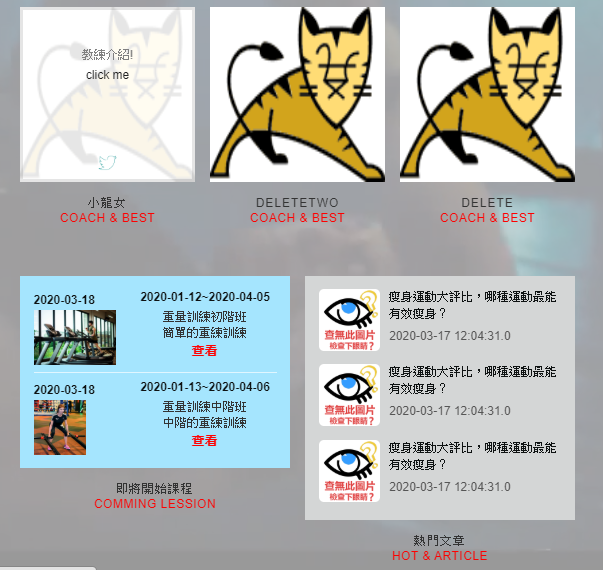 教練介紹!
click me
小龍女
COACH & BEST
DELETETWO
COACH & BEST
DELETE
COACH & BEST
2020-03-18
2020-01-12~2020-04-05
重量訓練初階班
簡單的重練訓練
查看
2020-03-18
2020-01-13~2020-04-06
重量訓練中階班
中階的重練訓練
查看
即將開始課程
COMMING LESSION
查無此圖片
檢查下眼睛?
瘦身運動大評比,哪種運動最能
有效瘦身?
2020-03-17 12:04:31.0
查無此圖片
檢查下眼睛?
瘦身運動大評比,哪種運動最能
有效瘦身?
2020-03-17 12:04:31.0
查無此圖片
檢查下眼睛?
瘦身運動大評比,哪種運動最能
有效瘦身?
2020-03-17 12:04:31.0
熱門文章
HOT & ARTICLE